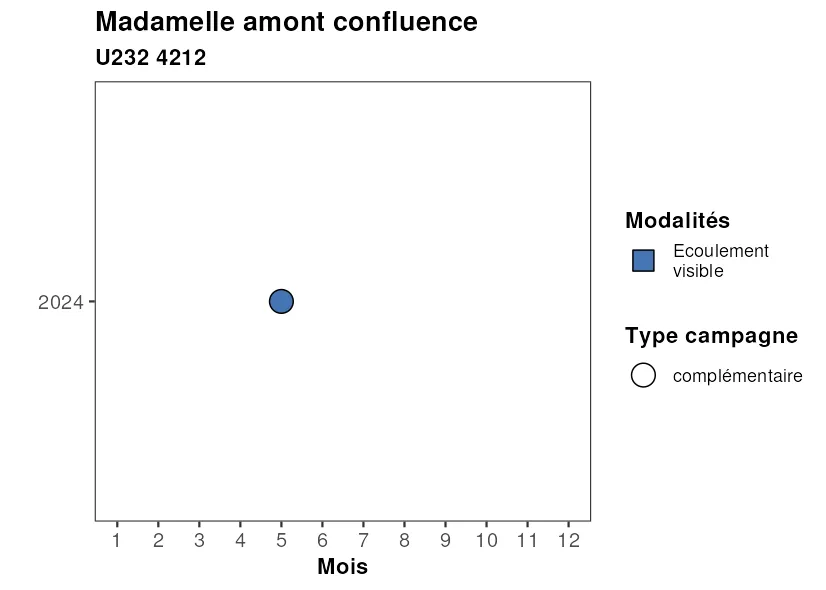 Madamelle amont confluence
U232 4212
Modalités
Ecoulement
visible
2024
Type campagne
complémentaire
1 2 3 4 5 6 7 8 9 10 11 12
Mois